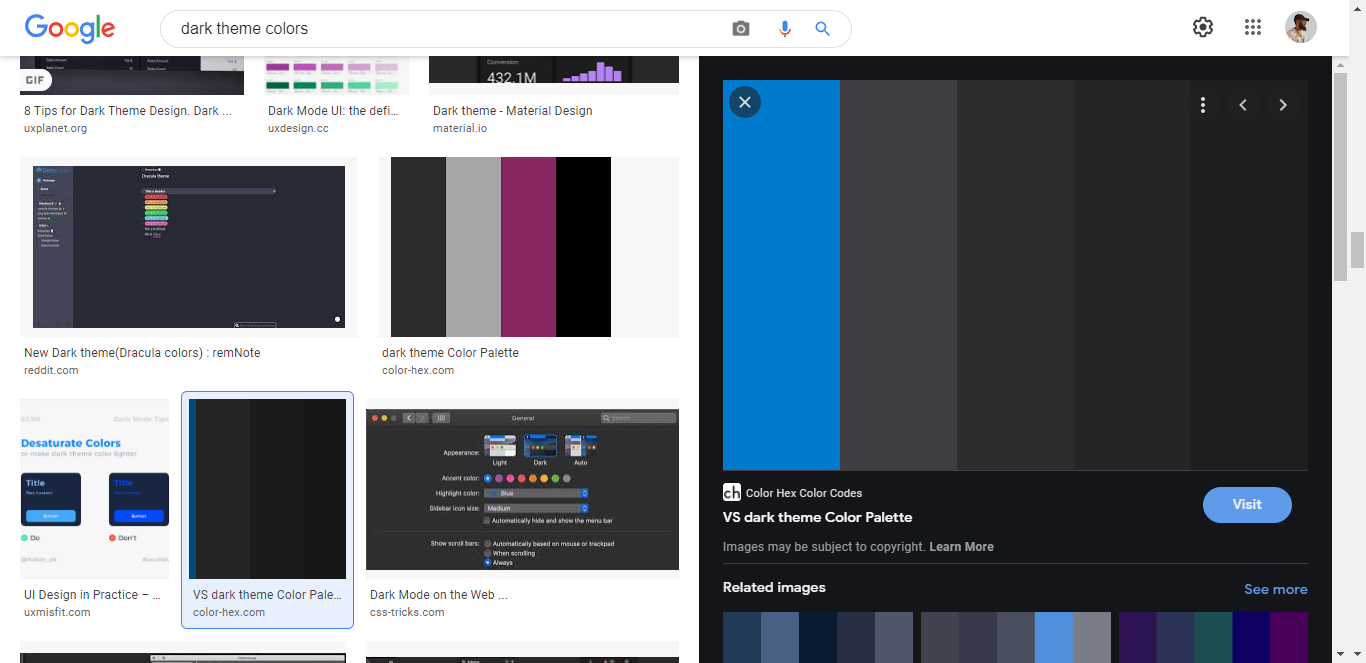 Google
dark theme colors
GIF
Conversion
432.1M
8 Tips for Dark Theme Design. Dark ...
uxplanet.org
Dark Mode UI: the defi...
uxdesign.cc
Dark theme - Material Design
material.io
Dracula theme
New Dark theme(Dracula colors) : remNote
reddit.com
dark theme Color Palette
color-hex.com
02/09
Dark Mode Tips
Desaturate Colors
or make dark theme color lighter
Title
Text Content
Button
Title
Text Content
Button
Do
Don't
UI Design in Practice – ...
uxmisfit.com
VS dark theme Color Pale...
color-hex.com
General
Search
Appearance:
Light
Dark
Auto
Accent color:
Highlight color:
Blue
Sidebar icon size:
Medium
Automatically hide and show the menu bar
Show scroll bars:
Automatically based on mouse or trackpad
When scrolling
Always
Dark Mode on the Web ...
css-tricks.com
ch
Color Hex Color Codes
VS dark theme Color Palette
Visit
Images may be subject to copyright. Learn More
Related images
See more